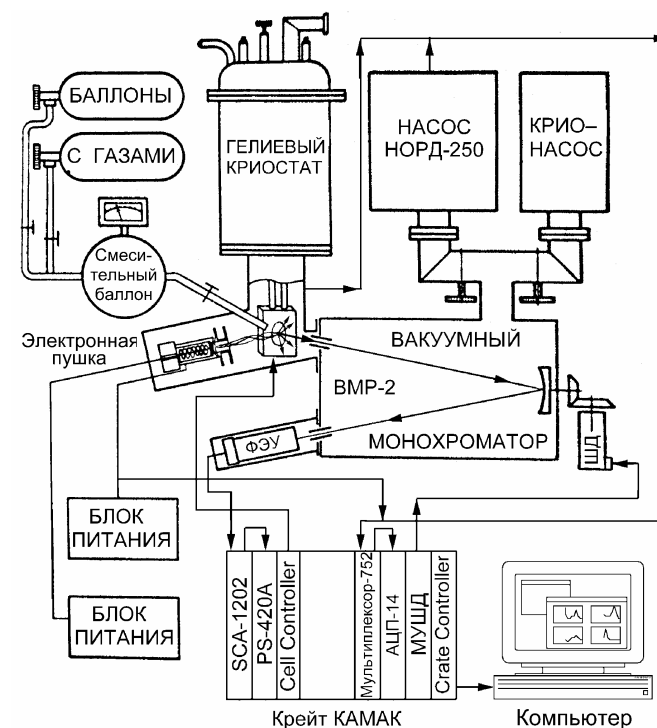 БАЛЛОНЫ
С ГАЗАМИ
ГЕЛИЕВЫЙ
КРИОСТАТ
НАСОС
НОРД-250
КРИО–
НАСОС
Смеси-
тельный
баллон
Электронная
пушка
ВАКУУМНЫЙ
ВМР-2
МОНОХРОМАТОР
ФЭУ
ШД
БЛОК
ПИТАНИЯ
БЛОК
ПИТАНИЯ
SCA-1202
PS-420A
Cell Controller
Мультиплексор-752
АЦП-14
МУШД
Crate Controller
Крейт КАМАК
Компьютер